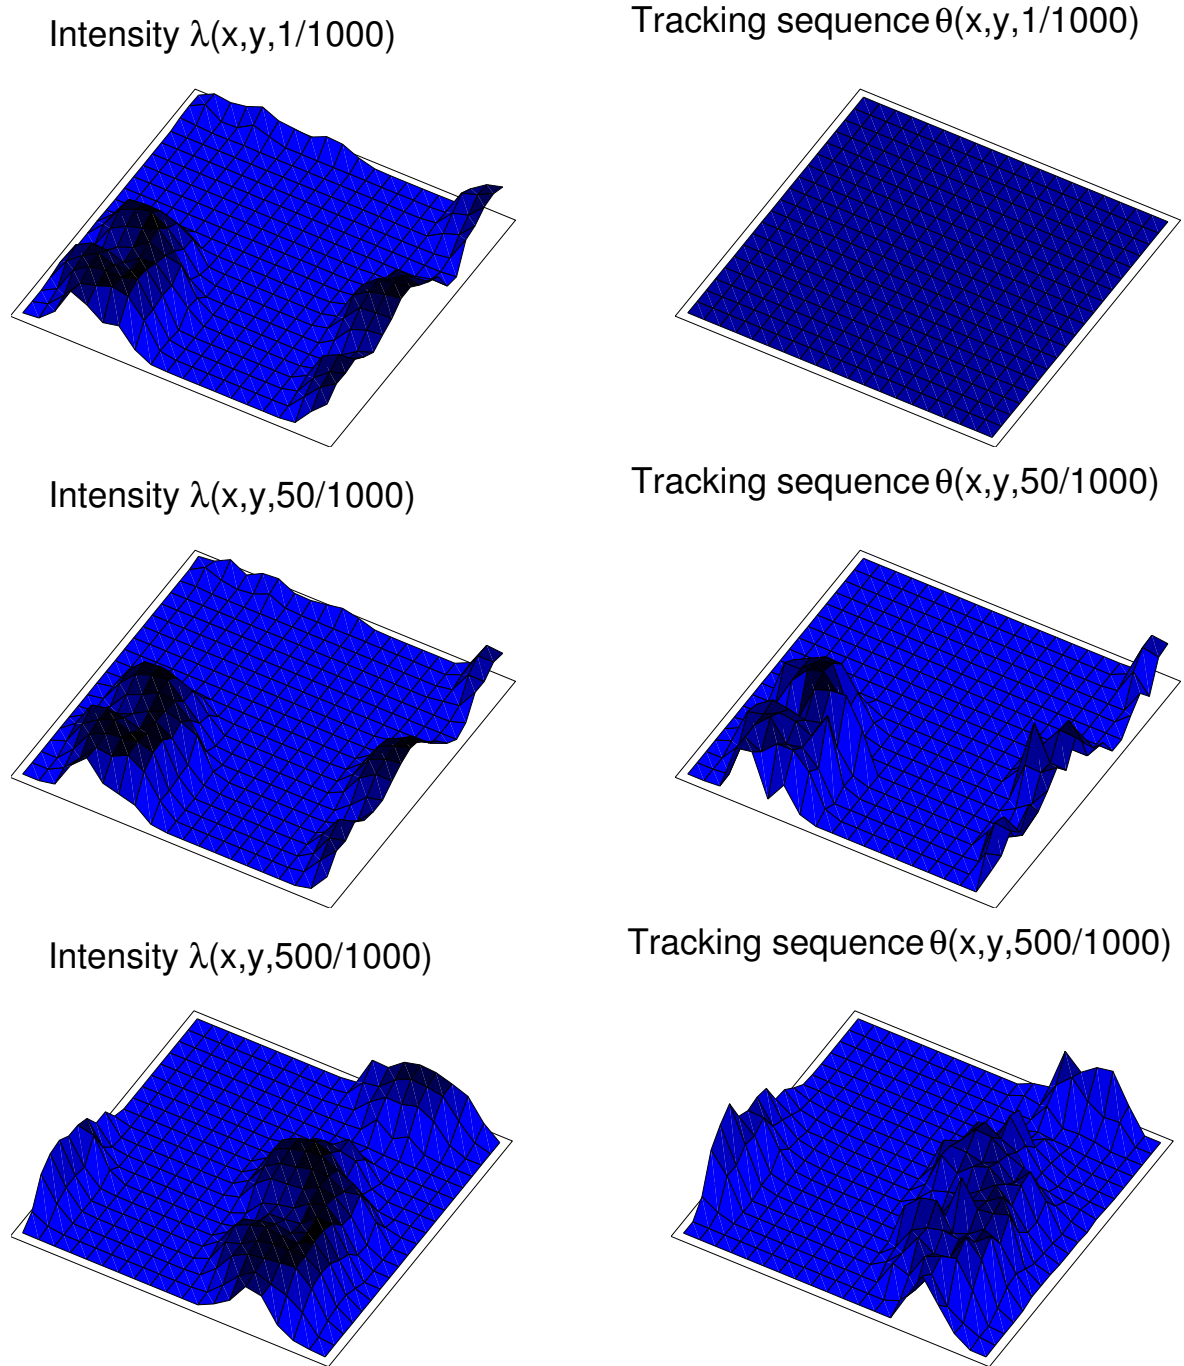 Intensity λ(x,y,1/1000)
Tracking sequence θ(x,y,1/1000)
Intensity λ(x,y,50/1000)
Tracking sequence θ(x,y,50/1000)
Intensity λ(x,y,500/1000)
Tracking sequence θ(x,y,500/1000)